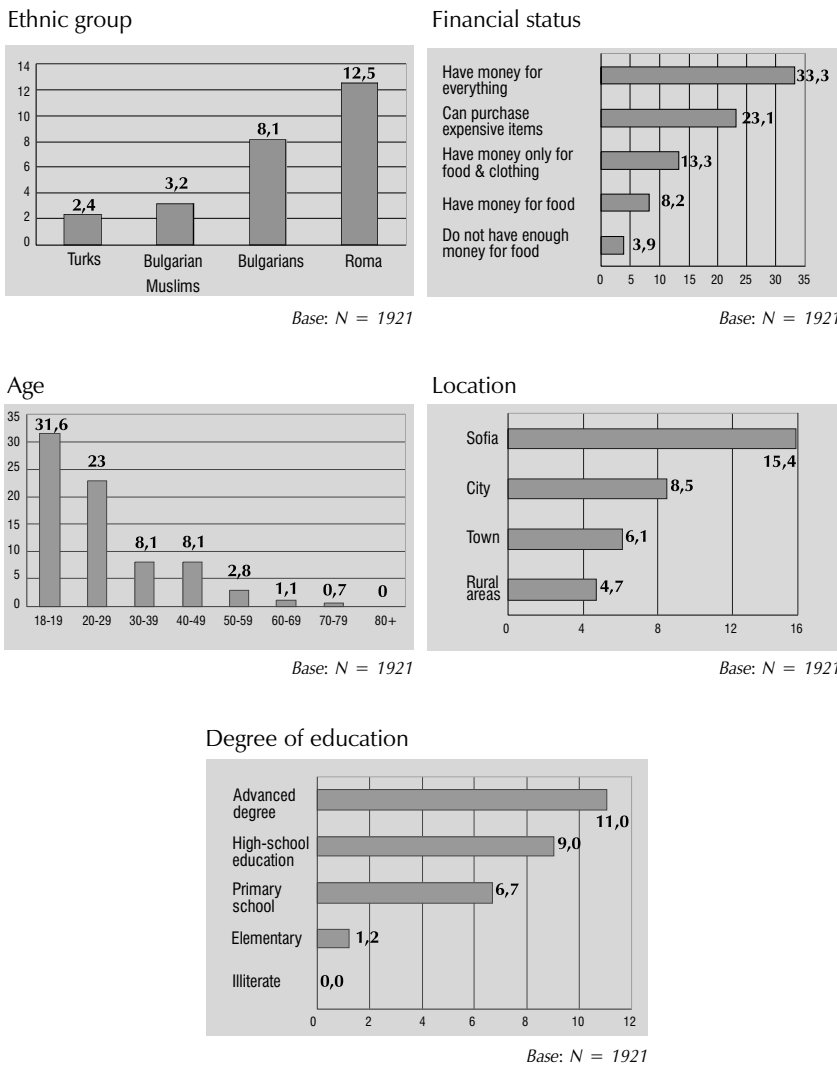 Ethnic group
14
12
10
8
6
4
2
0
2,4
3,2
8,1
12,5
Turks
Bulgarian
Muslims
Bulgarians
Roma
Base: N = 1921
Financial status
Have money for
everything
33,3
Can purchase
expensive items
23,1
Have money only for
food & clothing
13,3
Have money for food
8,2
Do not have enough
money for food
3,9
0 5 10 15 20 25 30 35
Base: N = 1921
Age
35
30
25
20
15
10
5
0
31,6
23
8,1
8,1
2,8
1,1
0,7
0
18-19 20-29 30-39 40-49 50-59 60-69 70-79 80+
Base: N = 1921
Location
Sofia
15,4
City
8,5
Town
6,1
Rural
areas
4,7
0 4 8 12 16
Base: N = 1921
Degree of education
Advanced
degree
11,0
High-school
education
9,0
Primary
school
6,7
Elementary
1,2
Illiterate
0,0
0 2 4 6 8 10 12
Base: N = 1921